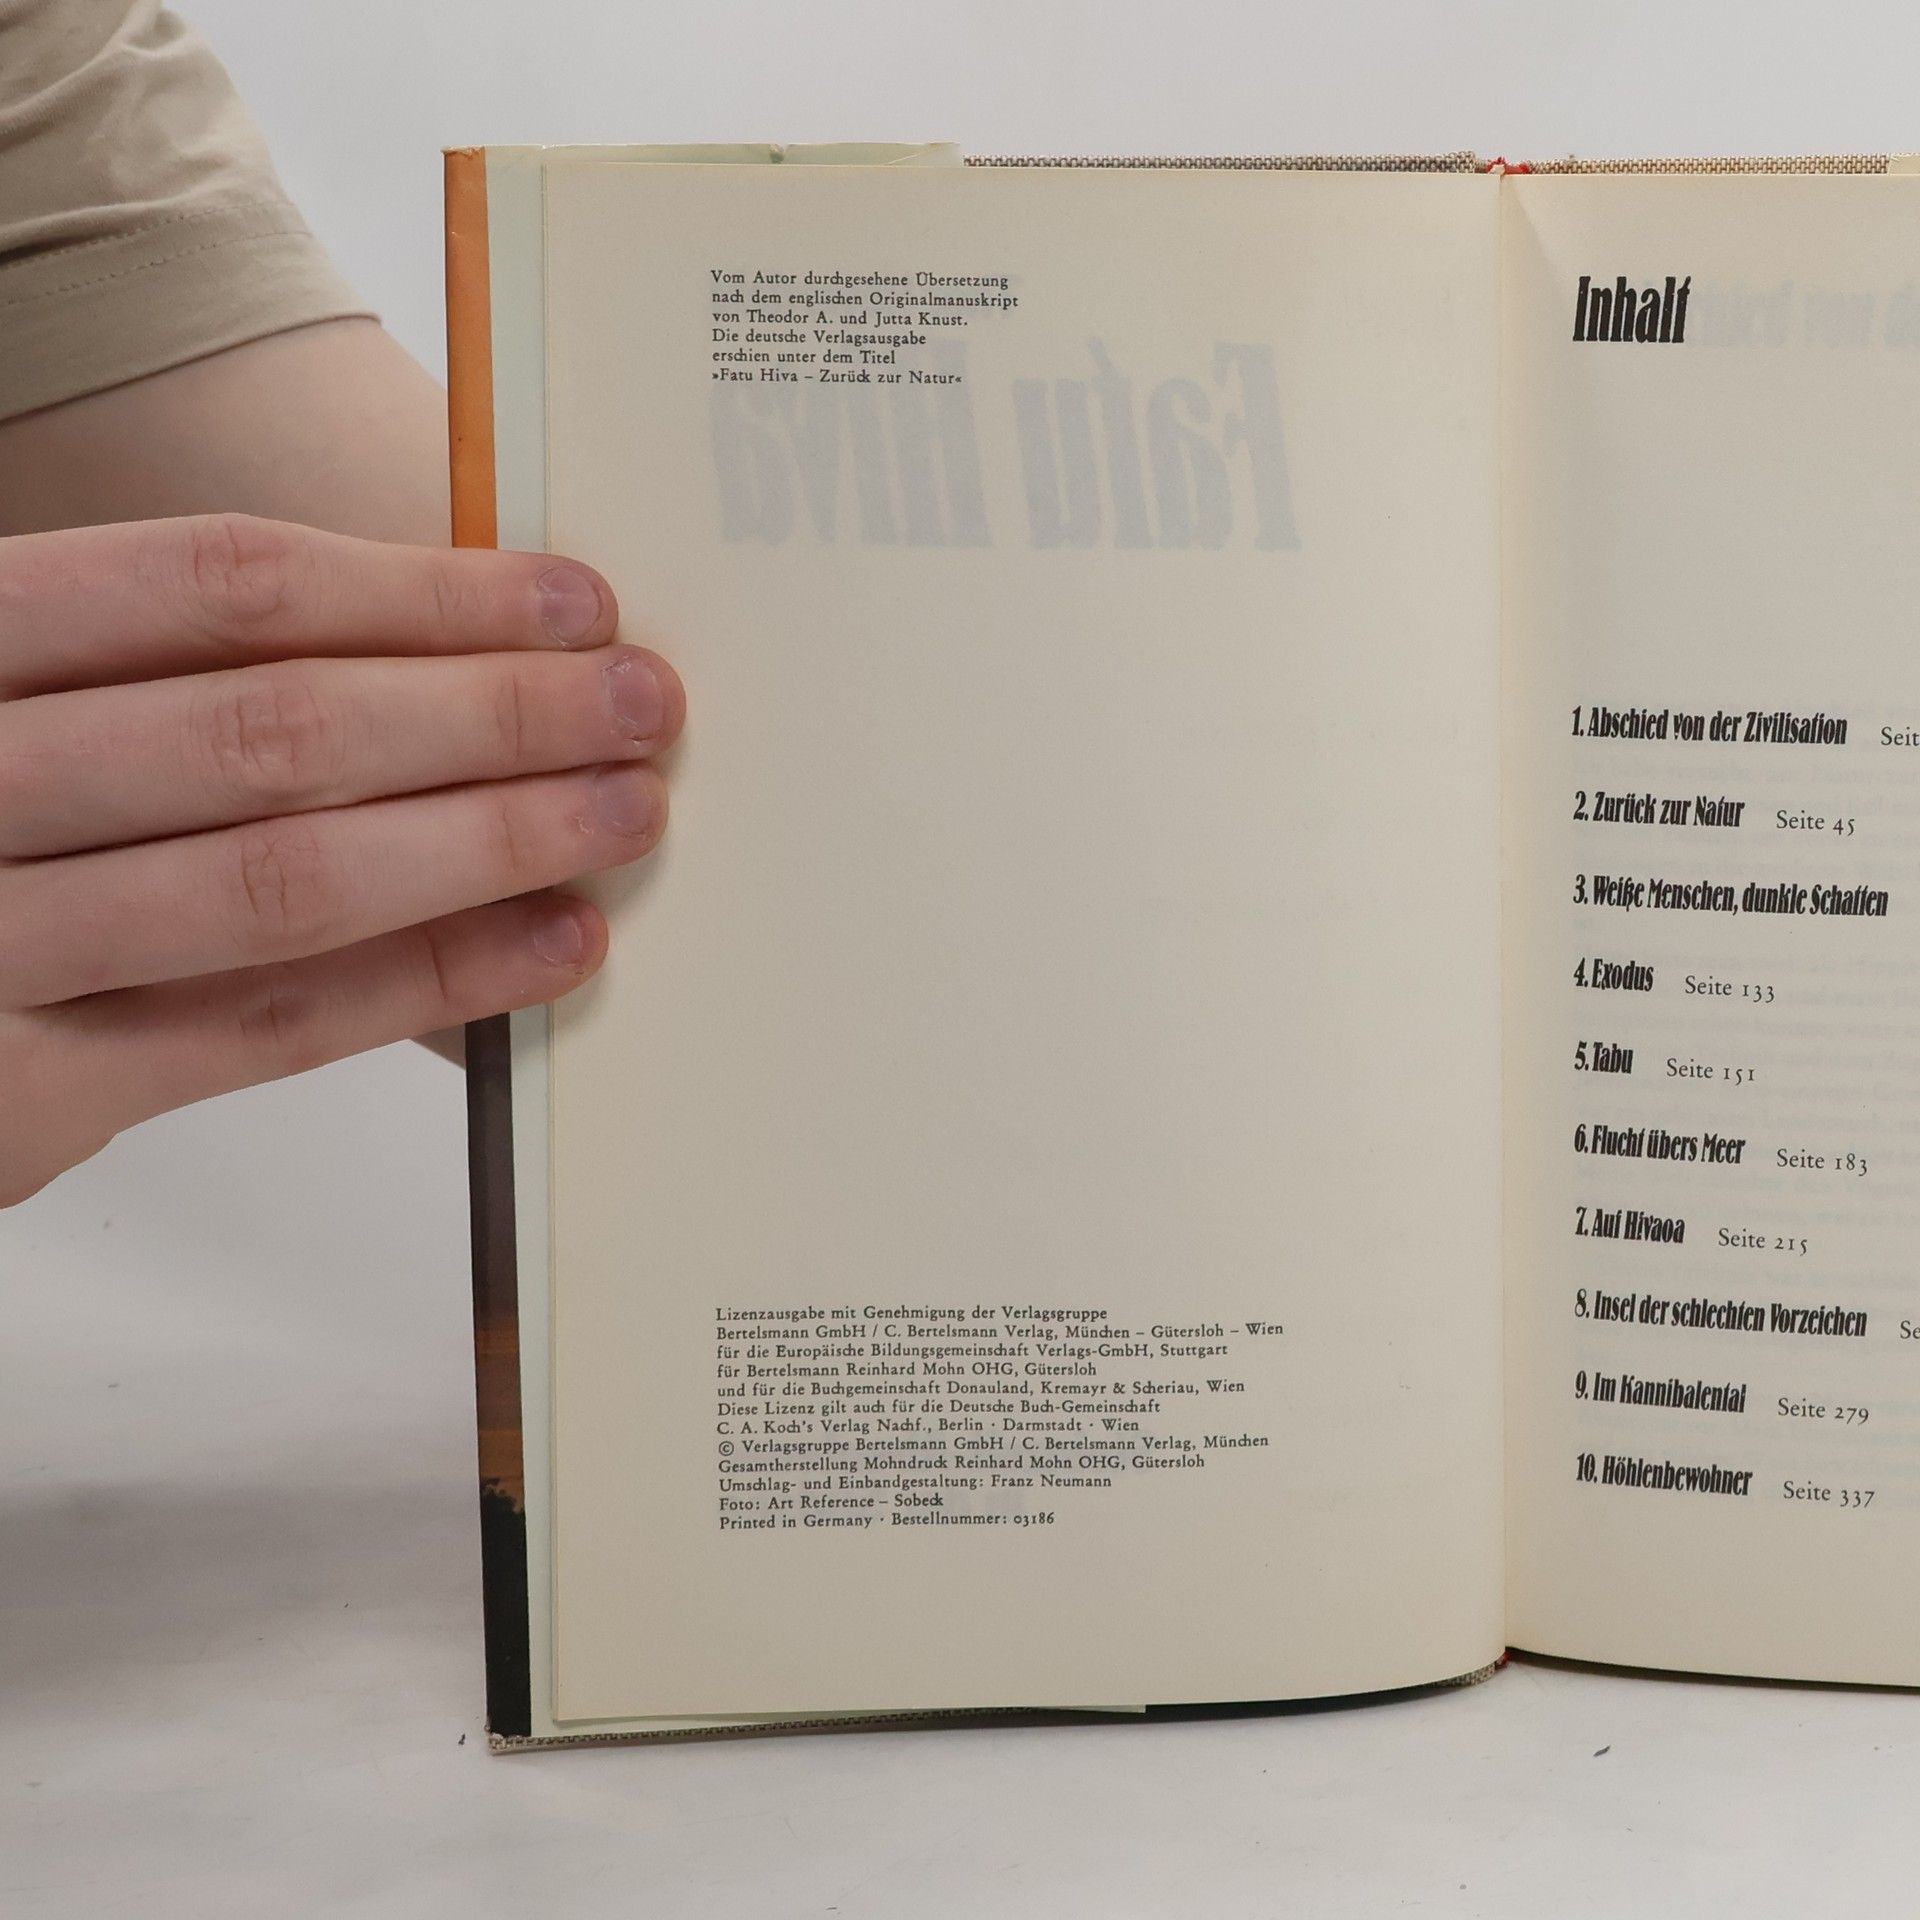 Vom Autor durchgesehene Übersetzung
nach dem englischen Originalmanuskript
von Theodor A. und Jutta Knust.
Die deutsche Verlagsausgabe
erschien unter dem Titel
»Fatu Hiva – Zurück zur Natur«
Fatu Hiva
Lizenzausgabe mit Genehmigung der Verlagsgruppe
Bertelsmann GmbH / C. Bertelsmann Verlag, München – Gütersloh – Wien
für die Europäische Bildungsgemeinschaft Verlags-GmbH, Stuttgart
für Bertelsmann Reinhard Mohn OHG, Gütersloh
und für die Buchgemeinschaft Donauland, Kremayr & Scheriau, Wien
Diese Lizenz gilt auch für die Deutsche Buch-Gemeinschaft
C. A. Koch's Verlag Nachf., Berlin · Darmstadt · Wien
© Verlagsgruppe Bertelsmann GmbH / C. Bertelsmann Verlag, München
Gesamtherstellung Mohndruck Reinhard Mohn OHG, Gütersloh
Umschlag- und Einbandgestaltung: Franz Neumann
Foto: Art Reference – Sobeck
Printed in Germany · Bestellnummer: 03186
Inhalt
1. Abschied von der Zivilisation Seit
2. Zurück zur Natur Seite 45
3. Weiße Menschen, dunkle Schatten
4. Exodus Seite 133
5. Tabu Seite 151
6. Flucht übers Meer Seite 183
7. Auf Hivaoa Seite 215
8. Insel der schlechten Vorzeichen Se
9. Im Kannibalental Seite 279
10. Höhlenbewohner Seite 337